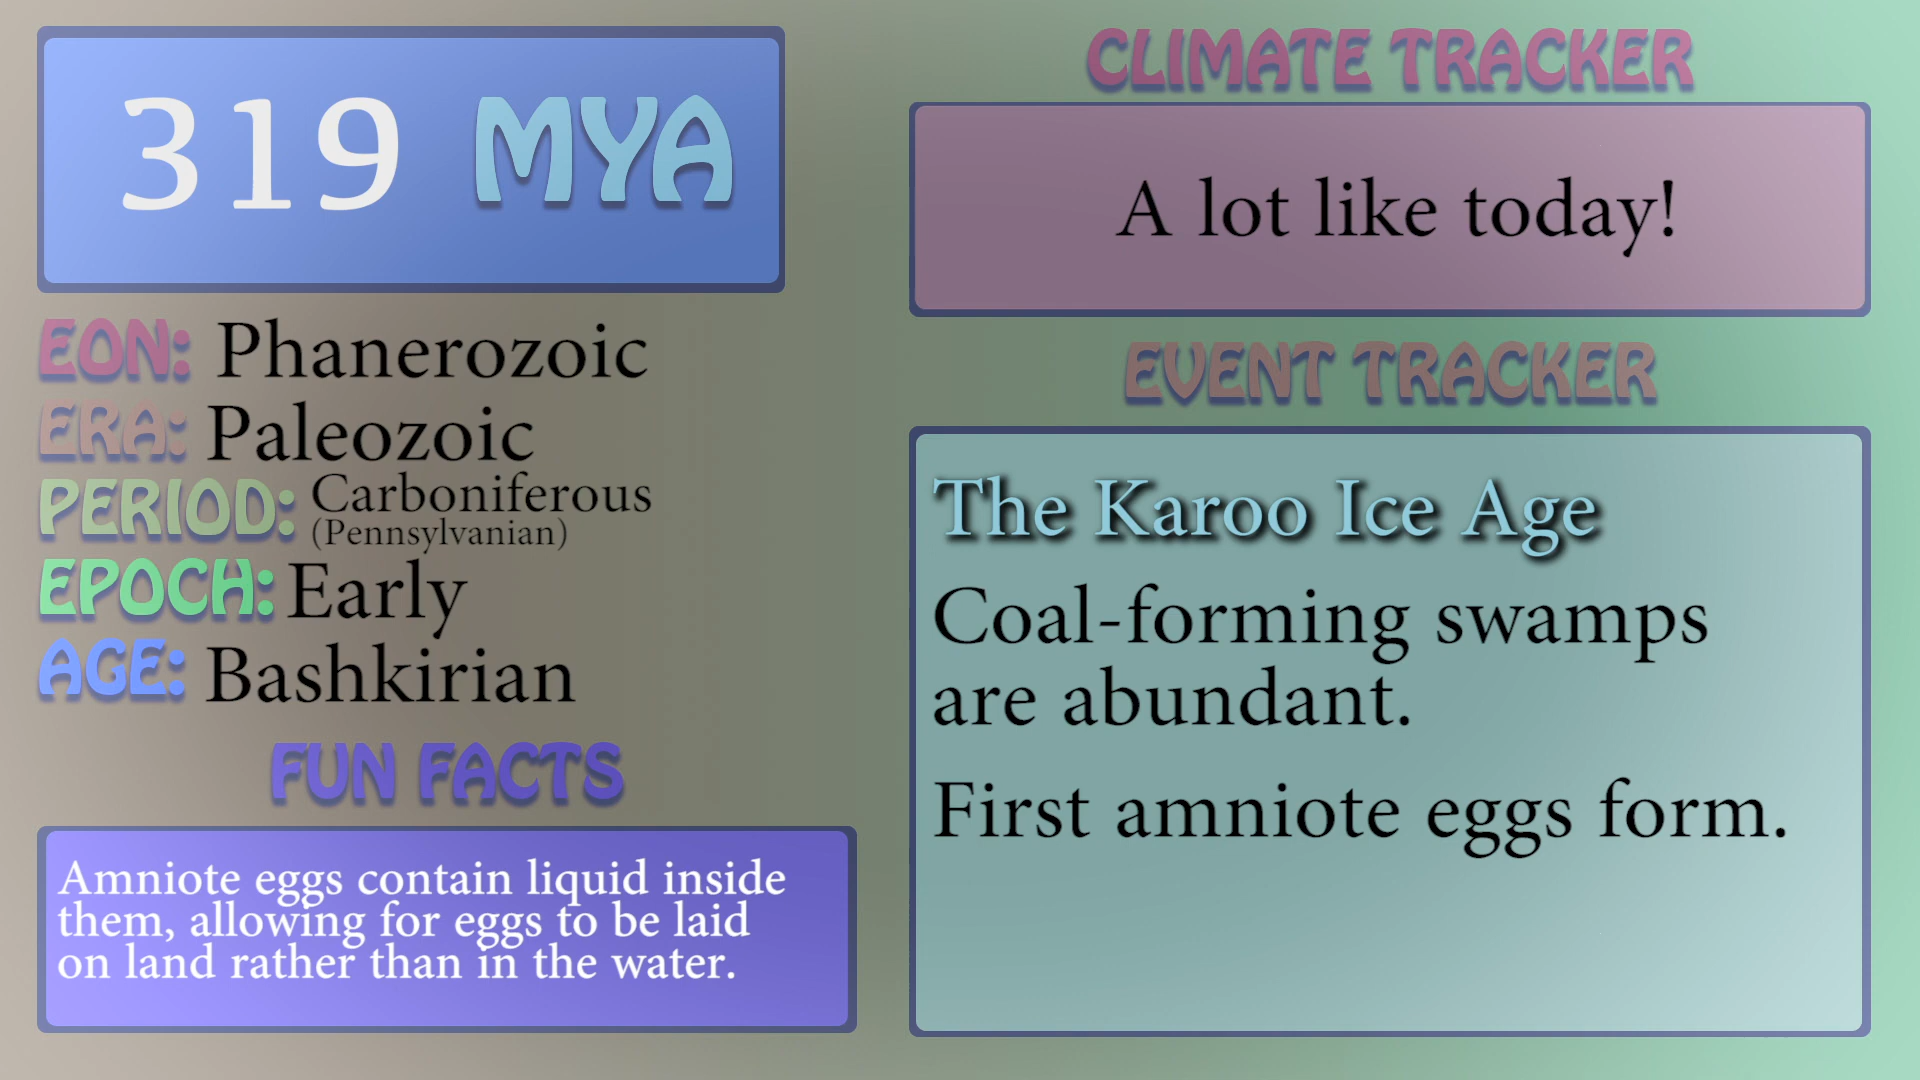 319 MYA
EON: Phanerozoic
ERA: Paleozoic
PERIOD: Carboniferous
(Pennsylvanian)
EPOCH: Early
AGE: Bashkirian
FUN FACTS
Amniote eggs contain liquid inside
them, allowing for eggs to be laid
on land rather than in the water.
CLIMATE TRACKER
A lot like today!
EVENT TRACKER
The Karoo Ice Age
Coal-forming swamps
are abundant.
First amniote eggs form.